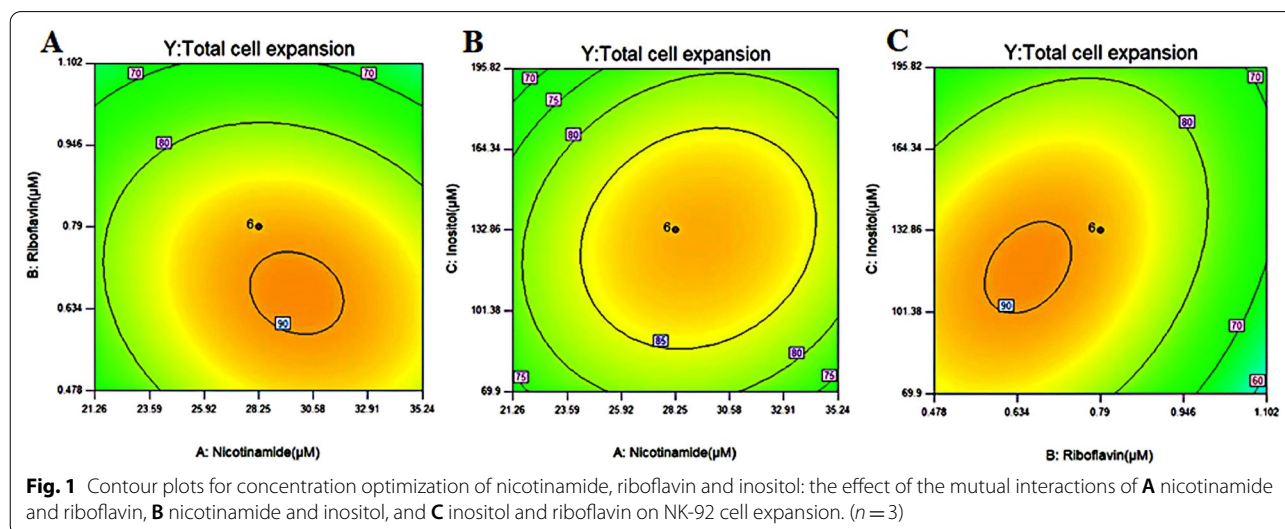 A
Y:Total cell expansion
1.102
0.946
0.79
0.634
0.478
B: Riboflavin(µM)
70
70
80
6
90
21.26 23.59 25.92 28.25 30.58 32.91 35.24
A: Nicotinamide(µM)
B
Y:Total cell expansion
195.82
164.34
132.86
101.38
69.9
C: Inositol(µM)
70
75
80
6
85
80
75
75
21.26 23.59 25.92 28.25 30.58 32.91 35.24
A: Nicotinamide(µM)
C
Y:Total cell expansion
195.82
164.34
132.86
101.38
69.9
C: Inositol(µM)
70
80
6
90
70
60
0.478 0.634 0.79 0.946 1.102
B: Riboflavin(µM)
Fig. 1 Contour plots for concentration optimization of nicotinamide, riboflavin and inositol: the effect of the mutual interactions of A nicotinamide
and riboflavin, B nicotinamide and inositol, and C inositol and riboflavin on NK-92 cell expansion. (n = 3)